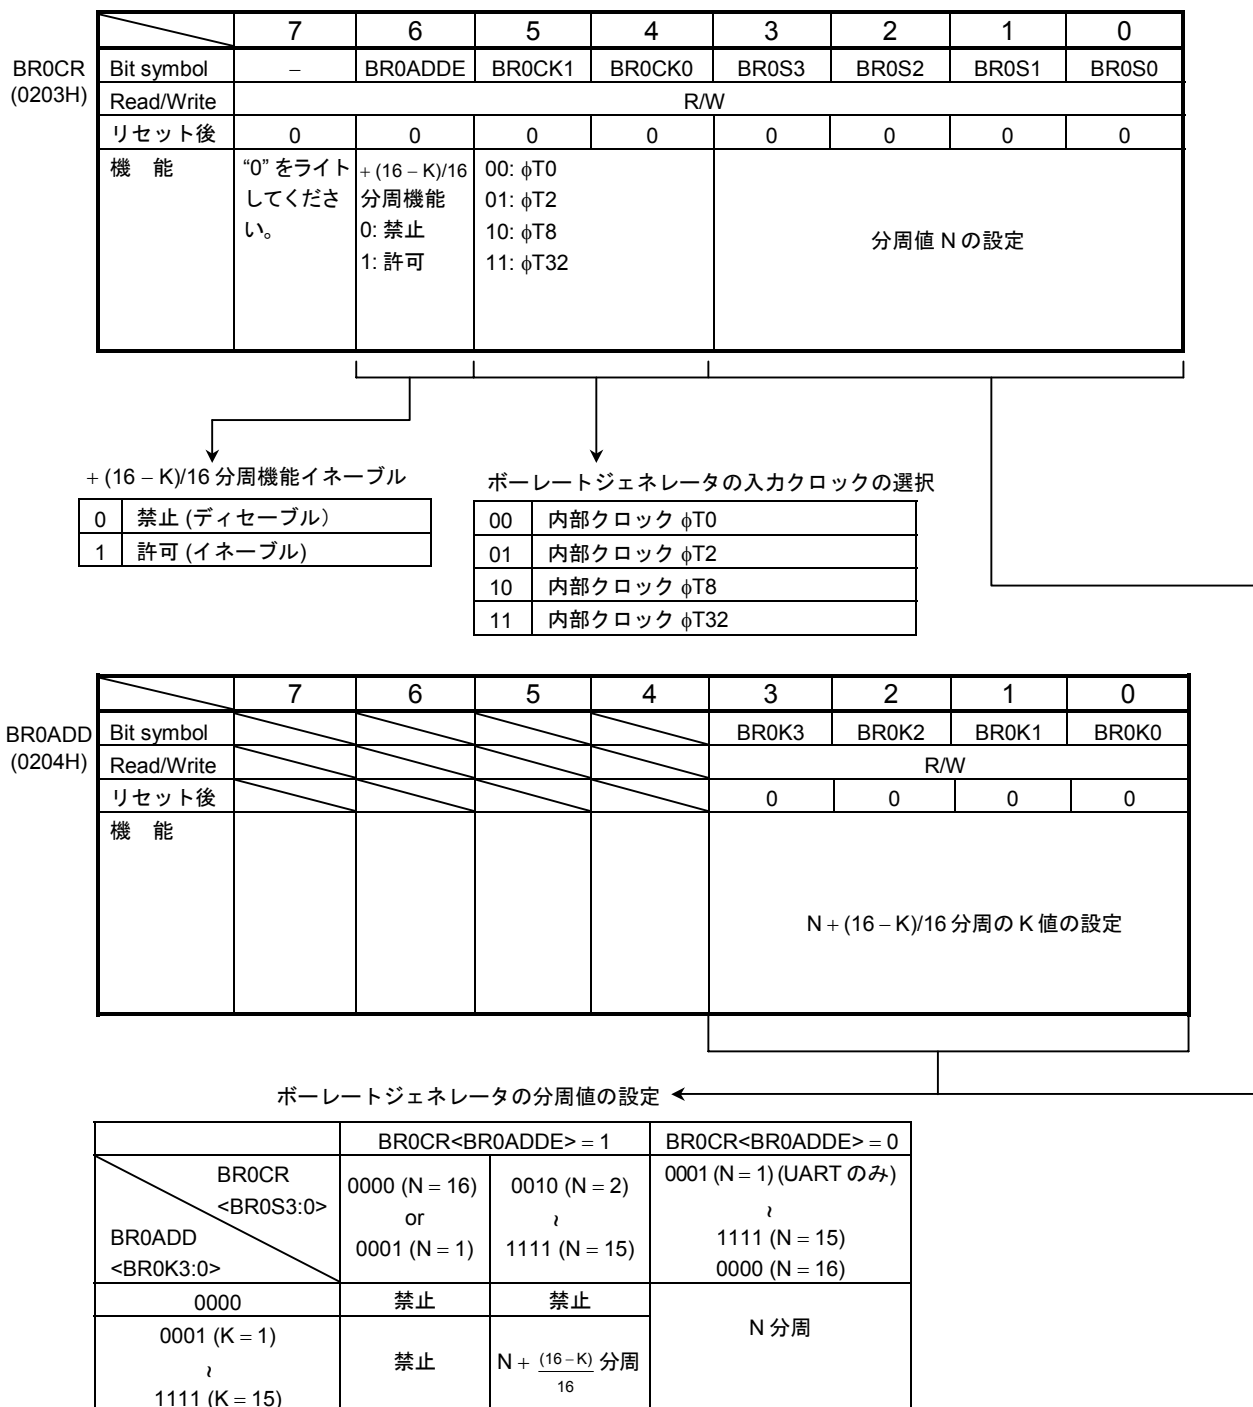 7 6 5 4 3 2 1 0
BR0CR (0203H)
Bit symbol – BR0ADDE BR0CK1 BR0CK0 BR0S3 BR0S2 BR0S1 BR0S0
Read/Write R/W
リセット後 0 0 0 0 0 0 0 0
機 能
“0” をライト
してくださ
い。
+ (16 – K)/16
分周機能
0: 禁止
1: 許可
00: ϕT0
01: ϕT2
10: ϕT8
11: ϕT32
分周値 N の設定
+ (16 – K)/16 分周機能イネーブル
0 禁止 (ディセーブル）
1 許可 (イネーブル)
ボーレートジェネレータの入力クロックの選択
00 内部クロック ϕT0
01 内部クロック ϕT2
10 内部クロック ϕT8
11 内部クロック ϕT32
7 6 5 4 3 2 1 0
BR0ADD (0204H)
Bit symbol BR0K3 BR0K2 BR0K1 BR0K0
Read/Write R/W
リセット後 0 0 0 0
機 能
N + (16 – K)/16 分周の K 値の設定
ボーレートジェネレータの分周値の設定
BR0CR<BR0ADDE> = 1 BR0CR<BR0ADDE> = 0
BR0CR
<BR0S3:0>
BR0ADD
<BR0K3:0>
0000 (N = 16)
or
0001 (N = 1)
0010 (N = 2)
~
1111 (N = 15)
0001 (N = 1) (UART のみ)
~
1111 (N = 15)
0000 (N = 16)
0000 禁止 禁止
N 分周
0001 (K = 1)
~
1111 (K = 15)
禁止
N + (16 – K)/16 分周